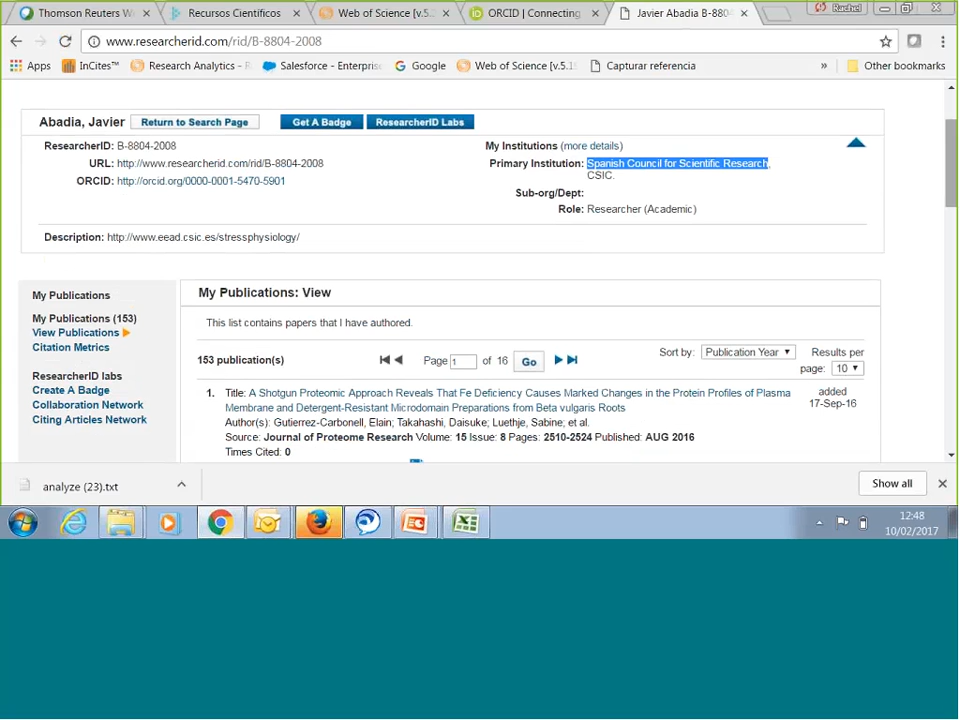 Thomson Reuters W
Recursos Científicos
Web of Science [v.5.
ORCID | Connecting
Javier Abadia B-880
Rachel
www.researcherid.com/rid/B-8804-2008
Apps
InCites™
Research Analytics -
Salesforce - Enterpris
Google
Web of Science [v.5.1
Capturar referencia
»
Other bookmarks
Abadia, Javier
Return to Search Page
Get A Badge
ResearcherID Labs
ResearcherID: B-8804-2008
My Institutions (more details)
URL: http://www.researcherid.com/rid/B-8804-2008
Primary Institution: Spanish Council for Scientific Research,
CSIC.
ORCID: http://orcid.org/0000-0001-5470-5901
Sub-org/Dept:
Role: Researcher (Academic)
Description: http://www.eead.csic.es/stressphysiology/
My Publications
My Publications (153)
View Publications
Citation Metrics
ResearcherID labs
Create A Badge
Collaboration Network
Citing Articles Network
My Publications: View
This list contains papers that I have authored.
153 publication(s)
Page 1 of 16 Go
Sort by: Publication Year
Results per
page: 10
1. Title: A Shotgun Proteomic Approach Reveals That Fe Deficiency Causes Marked Changes in the Protein Profiles of Plasma
Membrane and Detergent-Resistant Microdomain Preparations from Beta vulgaris Roots
Author(s): Gutierrez-Carbonell, Elain; Takahashi, Daisuke; Luethje, Sabine; et al.
Source: Journal of Proteome Research Volume: 15 Issue: 8 Pages: 2510-2524 Published: AUG 2016
Times Cited: 0
added
17-Sep-16
analyze (23).txt
Show all
12:48
10/02/2017